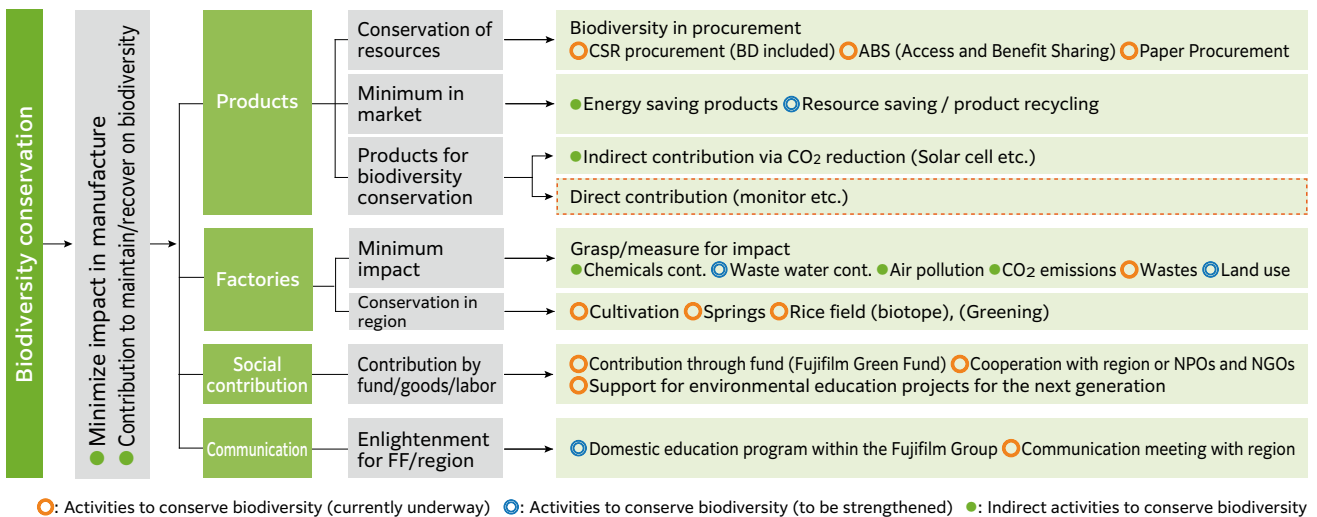 Biodiversity conservation
● Minimize impact in manufacture
● Contribution to maintain/recover on biodiversity
Products
Conservation of
resources
Biodiversity in procurement
○CSR procurement (BD included) ○ABS (Access and Benefit Sharing) ○Paper Procurement
Minimum in
market
●Energy saving products ◎Resource saving / product recycling
Products for
biodiversity
conservation
●Indirect contribution via CO2 reduction (Solar cell etc.)
Direct contribution (monitor etc.)
Factories
Minimum
impact
Grasp/measure for impact
●Chemicals cont. ◎Waste water cont. ●Air pollution ●CO2 emissions ○Wastes ◎Land use
Conservation in
region
○Cultivation ○Springs ○Rice field (biotope), (Greening)
Social
contribution
Contribution by
fund/goods/labor
○Contribution through fund (Fujifilm Green Fund) ○Cooperation with region or NPOs and NGOs
○Support for environmental education projects for the next generation
Communication
Enlightenment
for FF/region
◎Domestic education program within the Fujifilm Group ○Communication meeting with region
○: Activities to conserve biodiversity (currently underway) ◎: Activities to conserve biodiversity (to be strengthened) ●: Indirect activities to conserve biodiversity